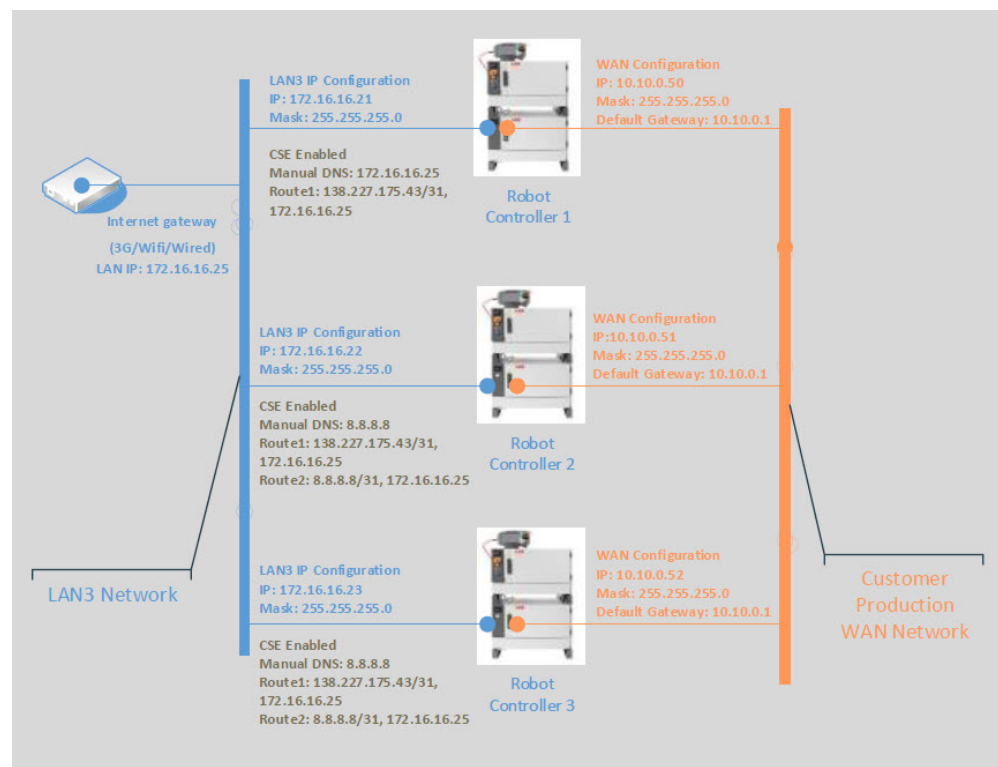 LAN3 IP Configuration
IP: 172.16.16.21
Mask: 255.255.255.0
WAN Configuration
IP: 10.10.0.50
Mask: 255.255.255.0
Default Gateway: 10.10.0.1
CSE Enabled
Manual DNS: 172.16.16.25
Route1: 138.227.175.43/31,
172.16.16.25
Robot
Controller 1
Internet gateway
(3G/Wifi/Wired)
LAN IP: 172.16.16.25
LAN3 IP Configuration
IP: 172.16.16.22
Mask: 255.255.255.0
WAN Configuration
IP:10.10.0.51
Mask: 255.255.255.0
Default Gateway: 10.10.0.1
CSE Enabled
Manual DNS: 8.8.8.8
Route1: 138.227.175.43/31,
172.16.16.25
Route2: 8.8.8.8/31, 172.16.16.25
Robot
Controller 2
LAN3 IP Configuration
IP: 172.16.16.23
Mask: 255.255.255.0
WAN Configuration
IP: 10.10.0.52
Mask: 255.255.255.0
Default Gateway: 10.10.0.1
LAN3 Network
Customer
Production
WAN Network
CSE Enabled
Manual DNS: 8.8.8.8
Route1: 138.227.175.43/31,
172.16.16.25
Route2: 8.8.8.8/31, 172.16.16.25
Robot
Controller 3